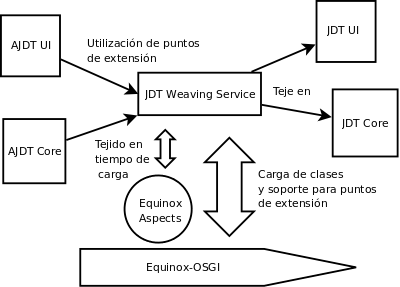 AJDT UI
Utilización de puntos
de extensión
JDT UI
JDT Weaving Service
Teje en
JDT Core
AJDT Core
Tejido en
tiempo de
carga
Carga de clases
y soporte para puntos
de extensión
Equinox
Aspects
Equinox-OSGI